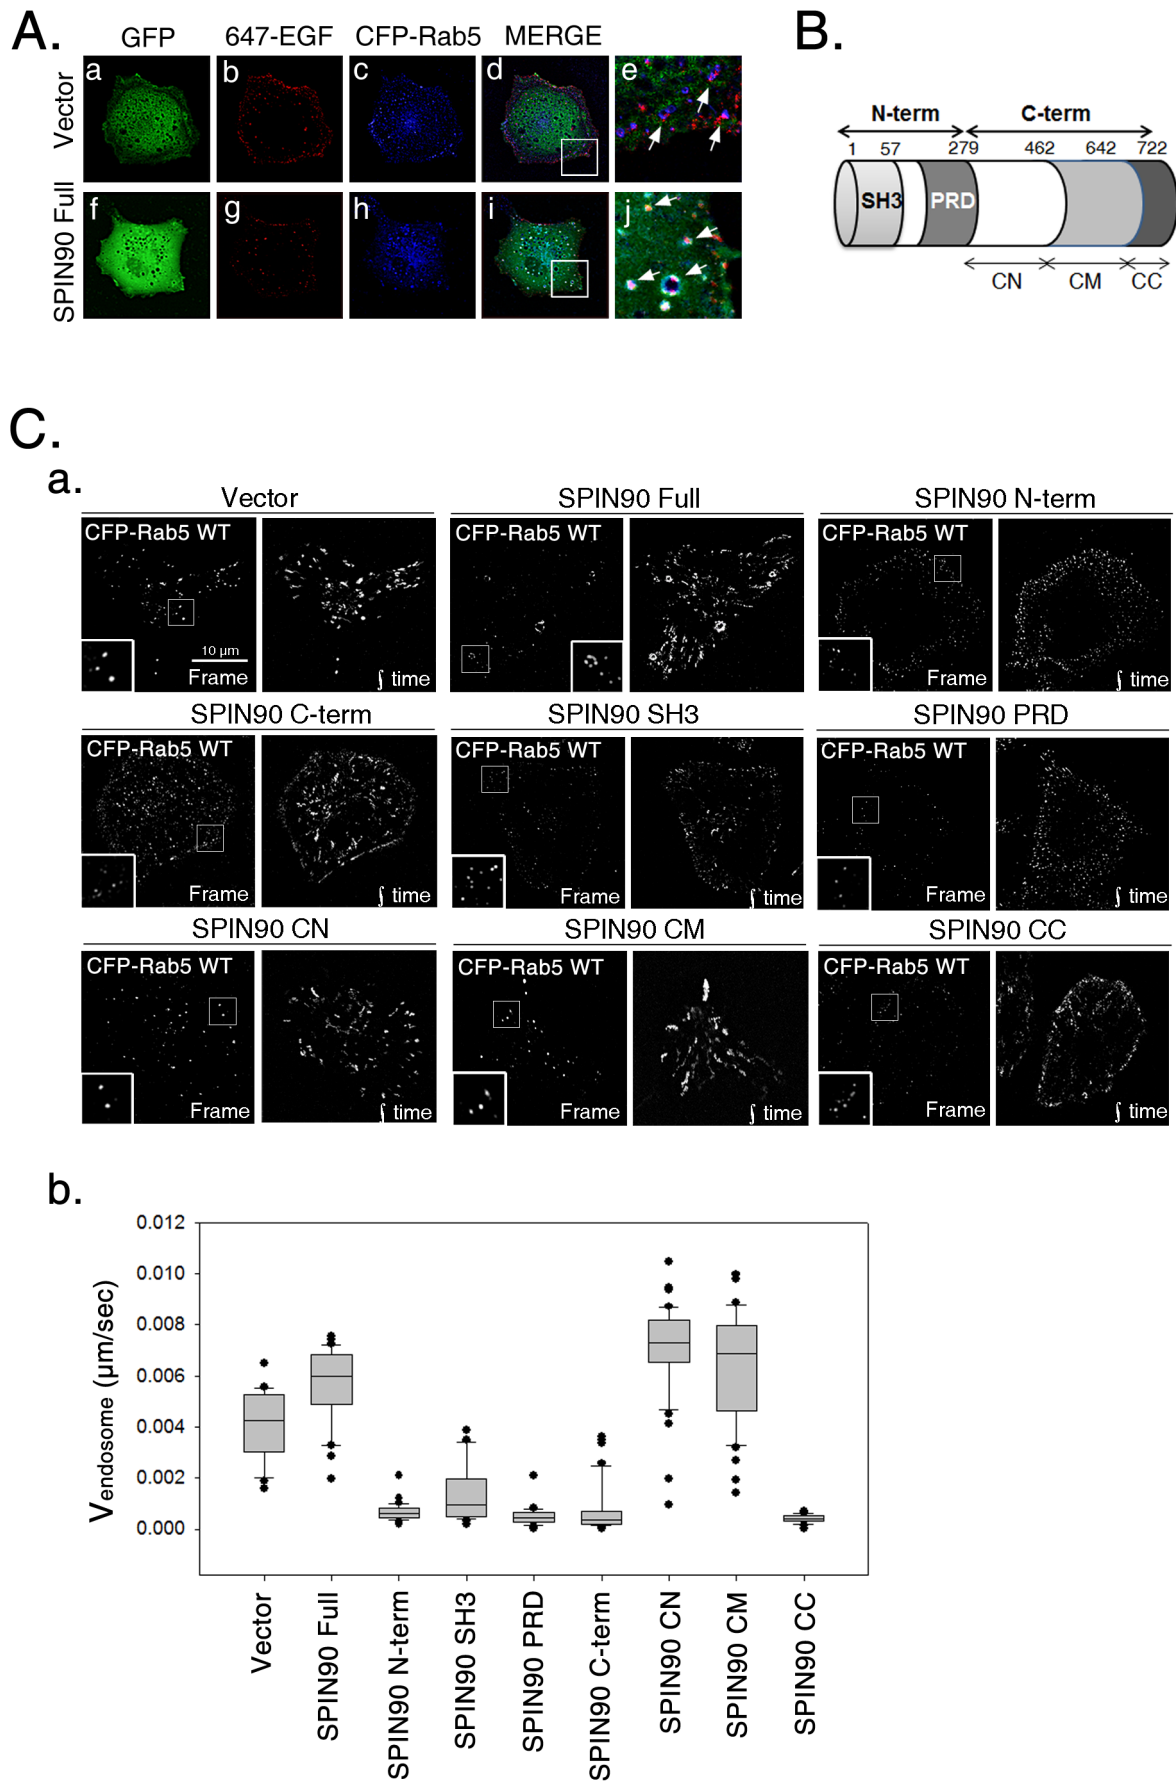 A.
GFP 647-EGF CFP-Rab5 MERGE
Vector
a b c d e
SPIN90 Full
f g h i j
B.
N-term C-term
1 57 279 462 642 722
SH3 PRD
CN CM CC
C.
a.
Vector SPIN90 Full SPIN90 N-term
CFP-Rab5 WT CFP-Rab5 WT CFP-Rab5 WT
10 µm
Frame ∫ time Frame ∫ time Frame ∫ time
SPIN90 C-term SPIN90 SH3 SPIN90 PRD
CFP-Rab5 WT CFP-Rab5 WT CFP-Rab5 WT
Frame ∫ time Frame ∫ time Frame ∫ time
SPIN90 CN SPIN90 CM SPIN90 CC
CFP-Rab5 WT CFP-Rab5 WT CFP-Rab5 WT
Frame ∫ time Frame ∫ time Frame ∫ time
b.
Vendosome (µm/sec)
0.012
0.010
0.008
0.006
0.004
0.002
0.000
Vector
SPIN90 Full
SPIN90 N-term
SPIN90 SH3
SPIN90 PRD
SPIN90 C-term
SPIN90 CN
SPIN90 CM
SPIN90 CC